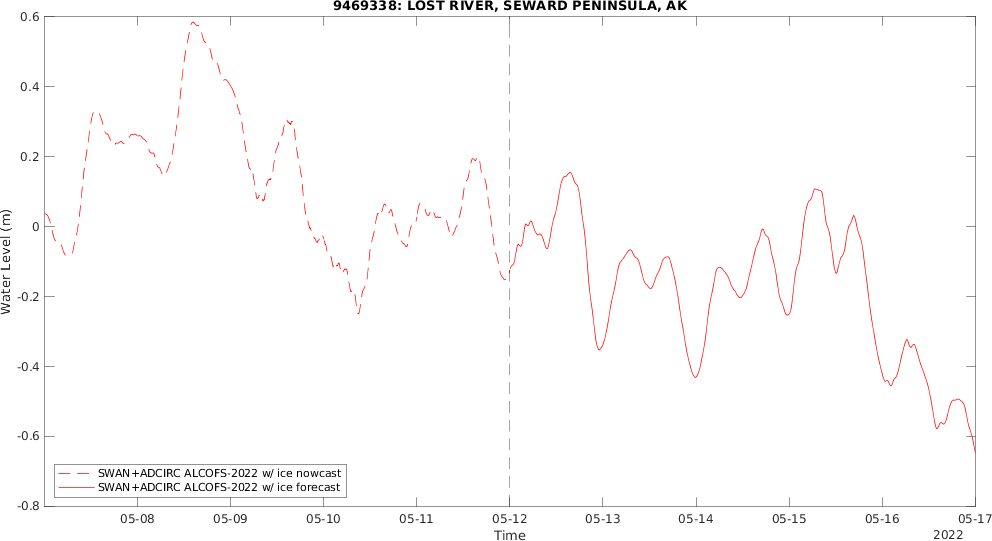 9469338: LOST RIVER, SEWARD PENINSULA, AK
0.6
0.4
0.2
0
-0.2
-0.4
-0.6
-0.8
Water Level (m)
SWAN+ADCIRC ALCOFS-2022 w/ ice nowcast
SWAN+ADCIRC ALCOFS-2022 w/ ice forecast
05-08 05-09 05-10 05-11 05-12 05-13 05-14 05-15 05-16 05-17
Time
2022